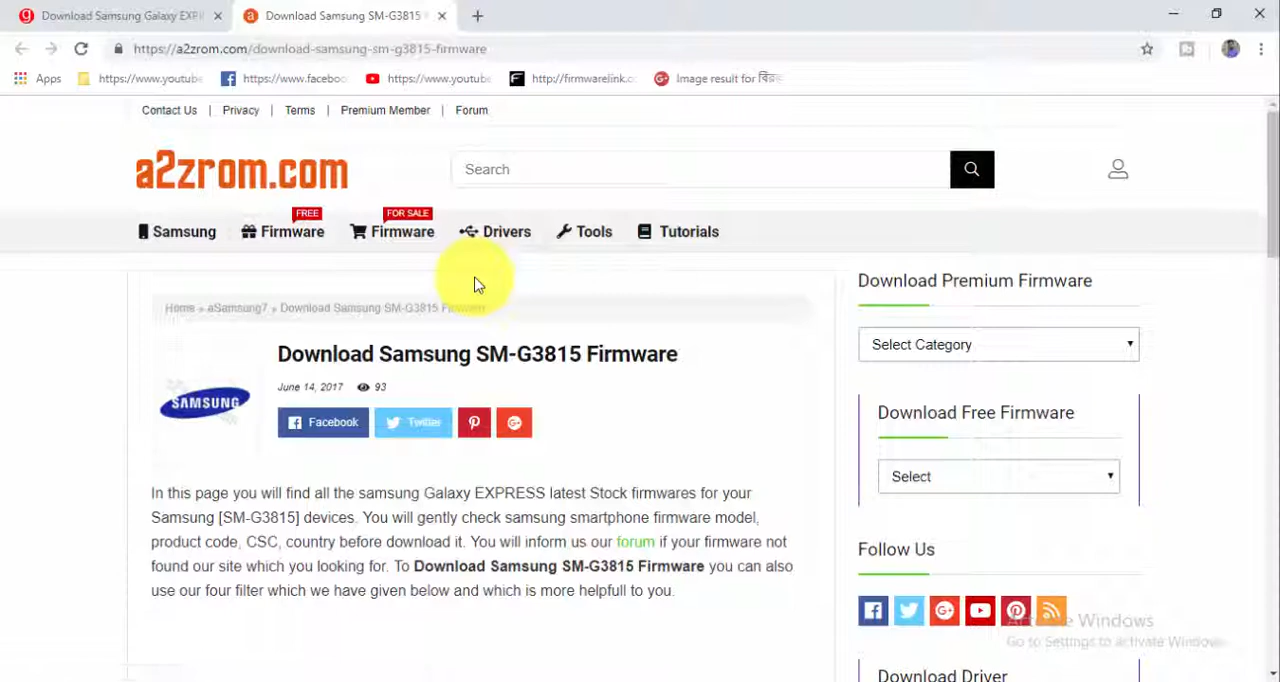 Download Samsung Galaxy EXPI
Download Samsung SM-G3815
https://a2zrom.com/download-samsung-sm-g3815-firmware
Apps
https://www.youtube
https://www.faceboo
https://www.youtube
http://firmwarelink.c
Image result for
Contact Us | Privacy | Terms | Premium Member | Forum
a2zrom.com
Search
FREE
FOR SALE
Samsung
Firmware
Firmware
Drivers
Tools
Tutorials
Home » aSamsung7 » Download Samsung SM-G3815 Firmware
Download Samsung SM-G3815 Firmware
June 14, 2017
93
SAMSUNG
Facebook
Twitter
In this page you will find all the samsung Galaxy EXPRESS latest Stock firmwares for your
Samsung [SM-G3815] devices. You will gently check samsung smartphone firmware model,
product code, CSC, country before download it. You will inform us our forum if your firmware not
found our site which you looking for. To Download Samsung SM-G3815 Firmware you can also
use our four filter which we have given below and which is more helpfull to you.
Download Premium Firmware
Select Category
Download Free Firmware
Select
Follow Us
Activate Windows
Go to Settings to activate Windows.
Download Driver